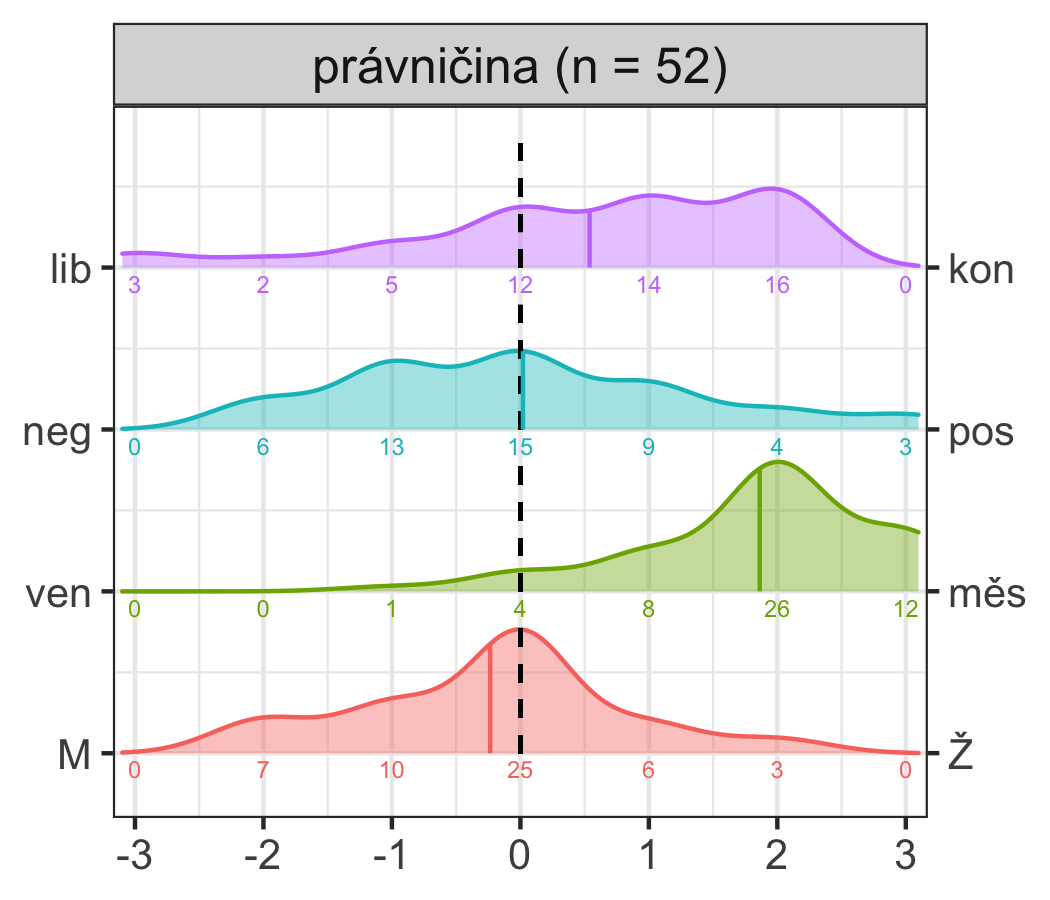 právničina (n = 52)
lib kon
3 2 5 12 14 16 0
neg pos
0 6 13 15 9 4 3
ven měs
0 0 1 4 8 26 12
M Ž
0 7 10 25 6 3 0
-3 -2 -1 0 1 2 3